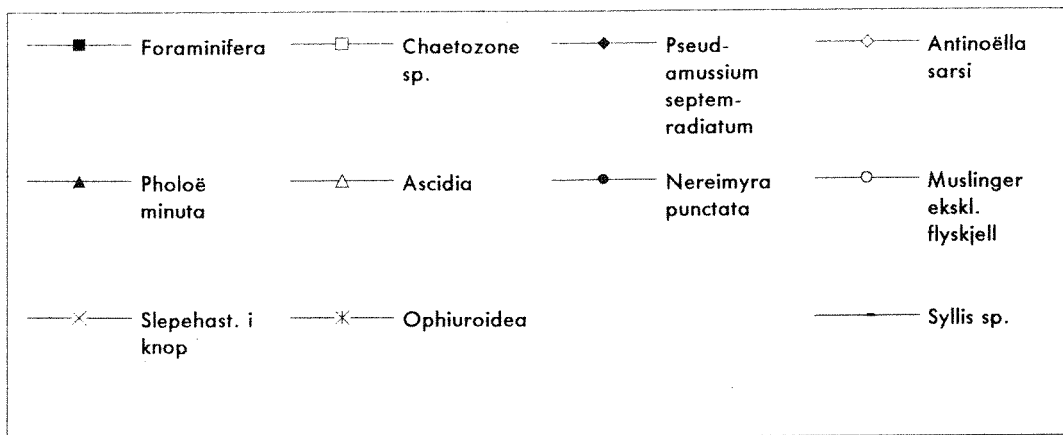 Foraminifera
Chaetozone
sp.
Pseud-
amussium
septem-
radiatum
Antinoëlla
sarsi
Pholoë
minuta
Ascidia
Nereimyra
punctata
Muslinger
ekskl.
flyskjell
Slepehast. i
knop
Ophiuroidea
Syllis sp.